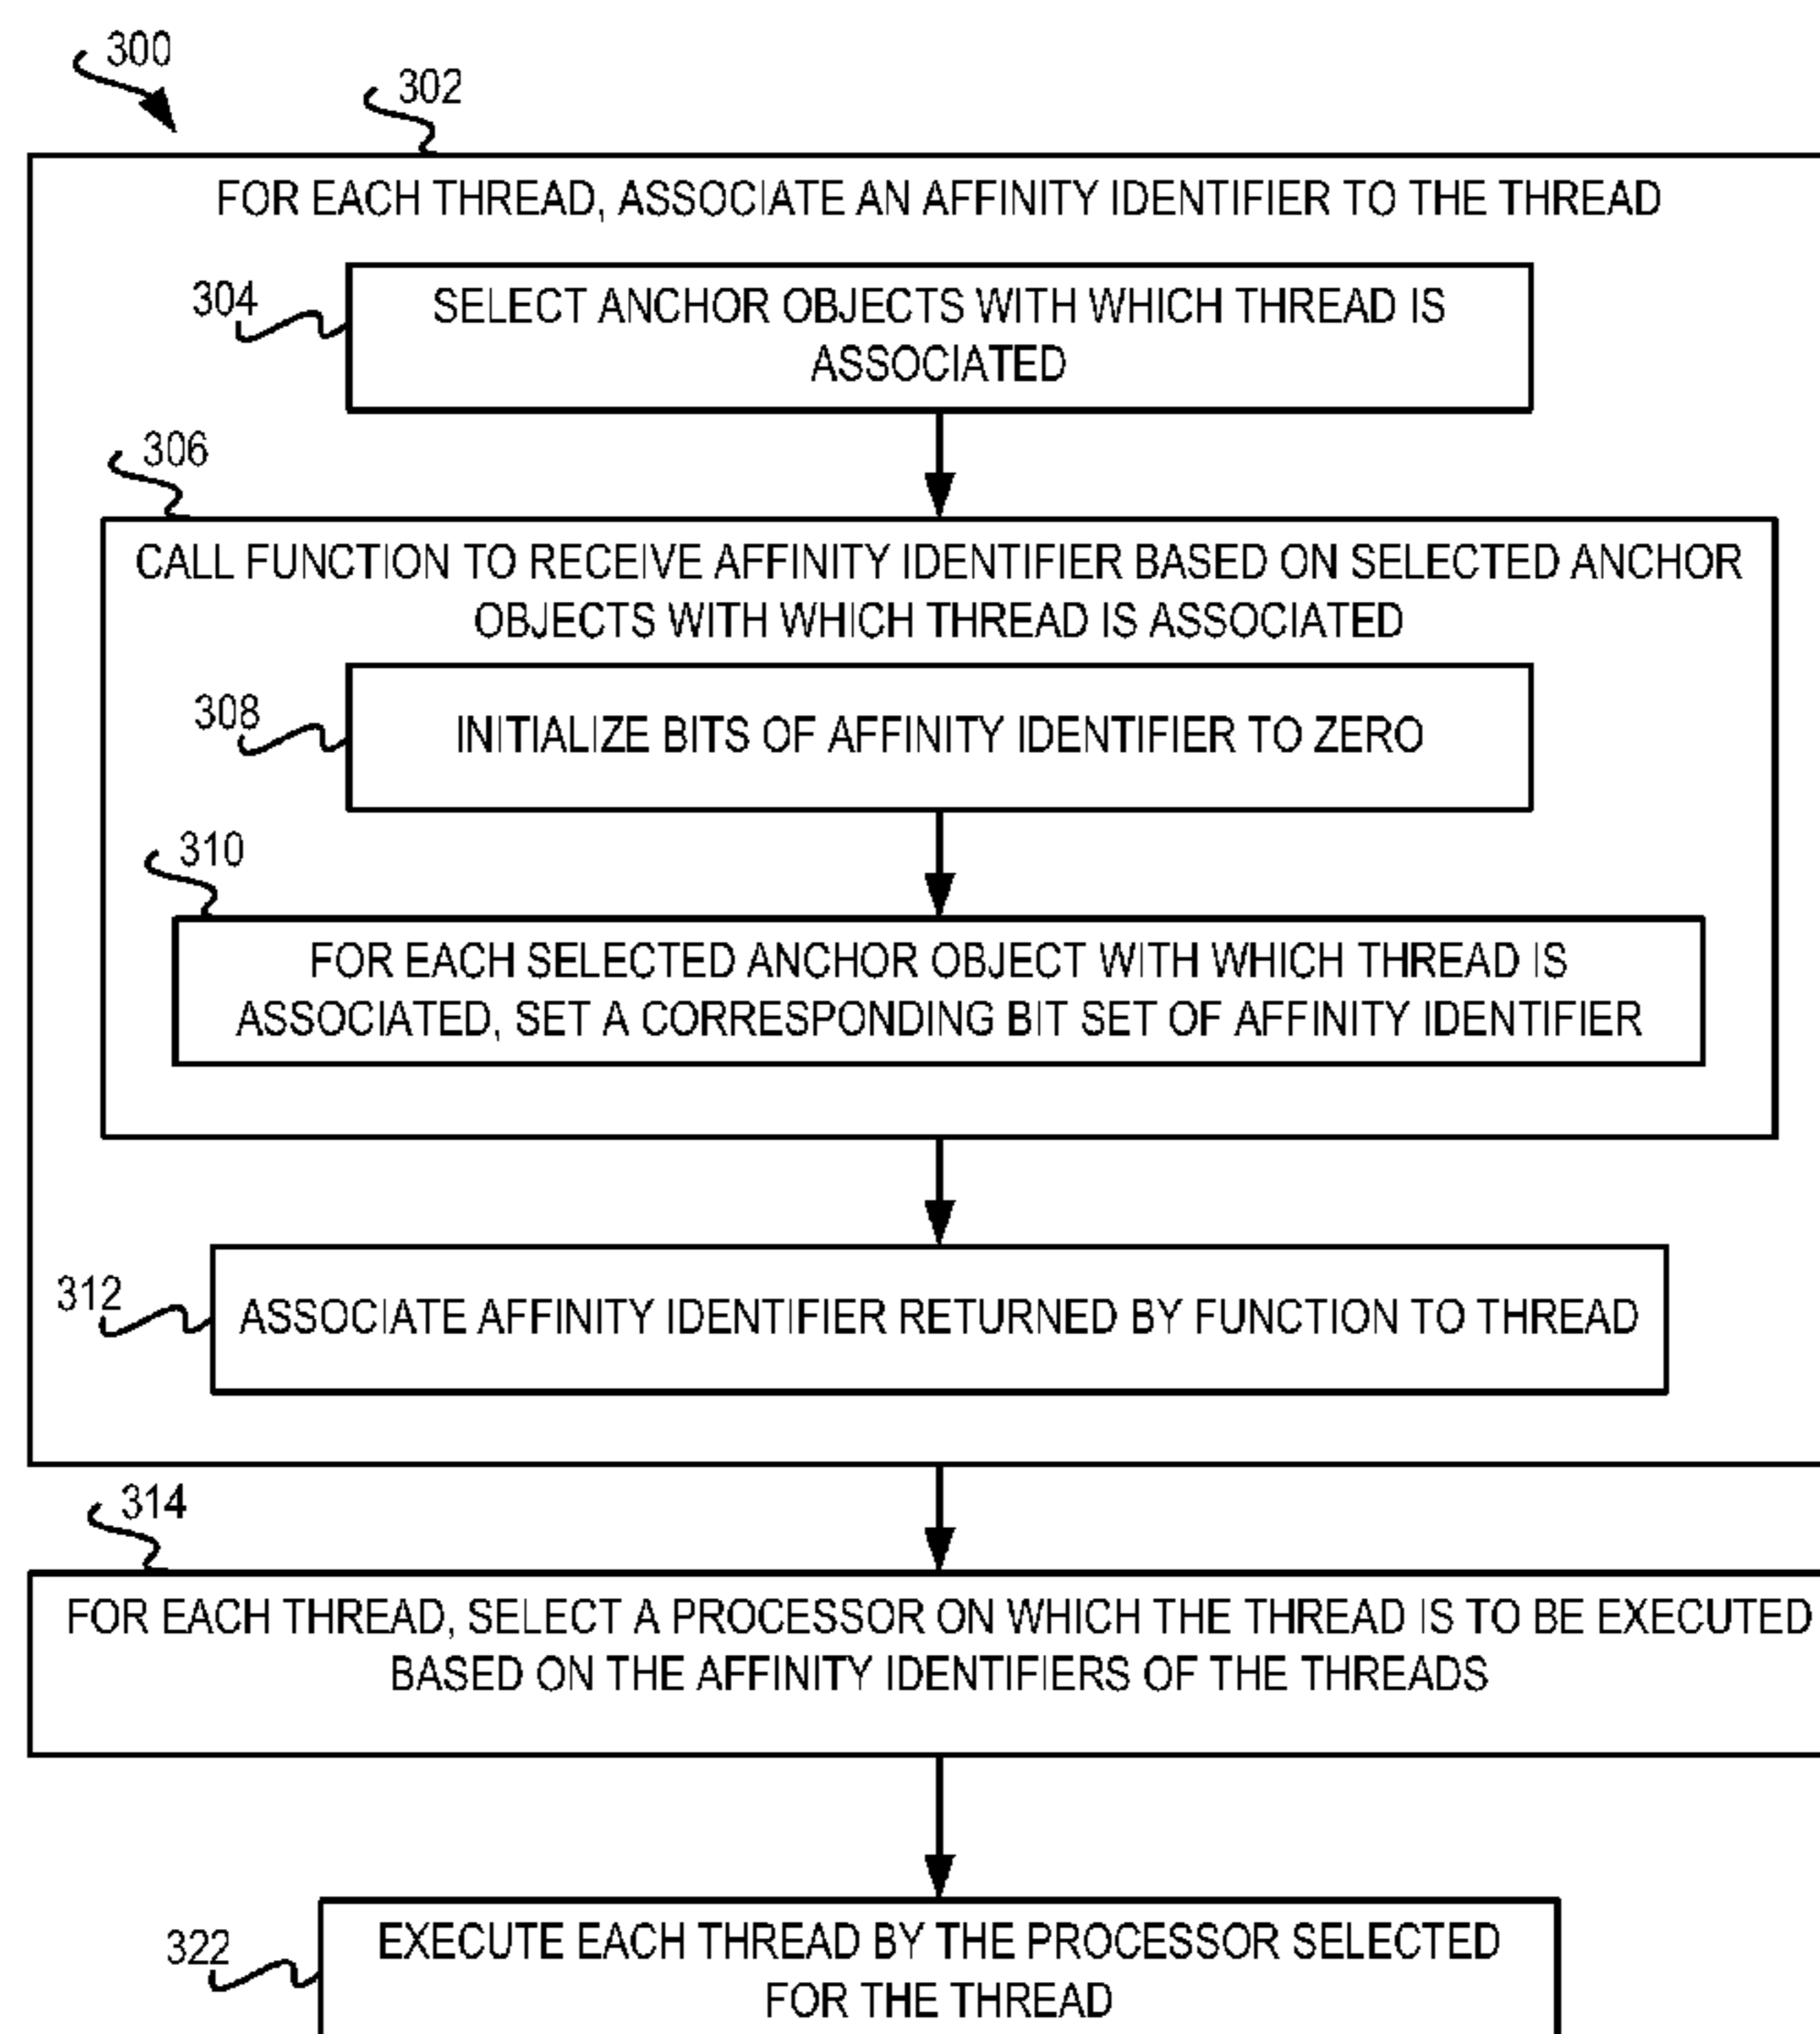 300
302
FOR EACH THREAD, ASSOCIATE AN AFFINITY IDENTIFIER TO THE THREAD
304
SELECT ANCHOR OBJECTS WITH WHICH THREAD IS
ASSOCIATED
306
CALL FUNCTION TO RECEIVE AFFINITY IDENTIFIER BASED ON SELECTED ANCHOR
OBJECTS WITH WHICH THREAD IS ASSOCIATED
308
INITIALIZE BITS OF AFFINITY IDENTIFIER TO ZERO
310
FOR EACH SELECTED ANCHOR OBJECT WITH WHICH THREAD IS
ASSOCIATED, SET A CORRESPONDING BIT SET OF AFFINITY IDENTIFIER
312
ASSOCIATE AFFINITY IDENTIFIER RETURNED BY FUNCTION TO THREAD
314
FOR EACH THREAD, SELECT A PROCESSOR ON WHICH THE THREAD IS TO BE EXECUTED
BASED ON THE AFFINITY IDENTIFIERS OF THE THREADS
322
EXECUTE EACH THREAD BY THE PROCESSOR SELECTED
FOR THE THREAD